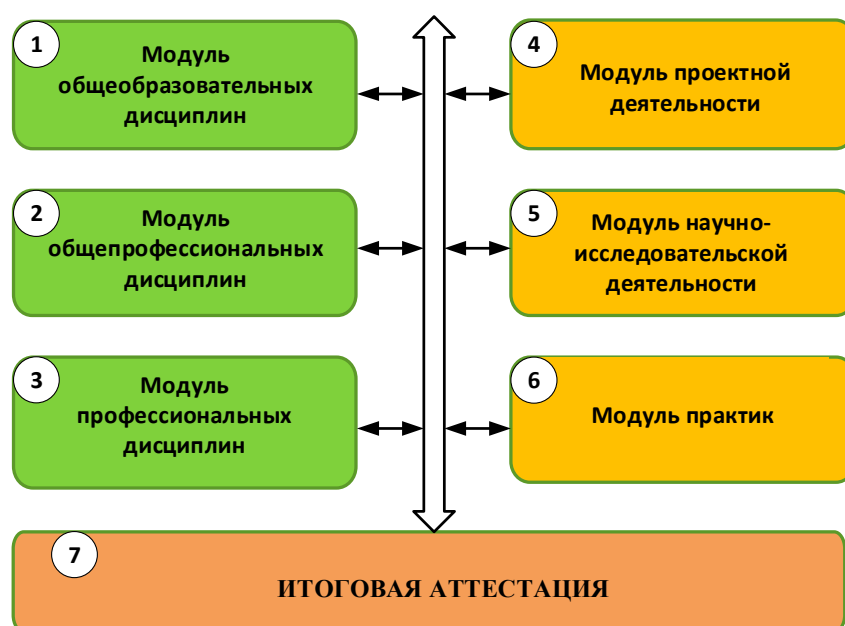 1
Модуль
общеобразовательных
дисциплин
2
Модуль
общепрофессиональных
дисциплин
3
Модуль
профессиональных
дисциплин
4
Модуль проектной
деятельности
5
Модуль научно-
исследовательской
деятельности
6
Модуль практик
7
ИТОГОВАЯ АТТЕСТАЦИЯ